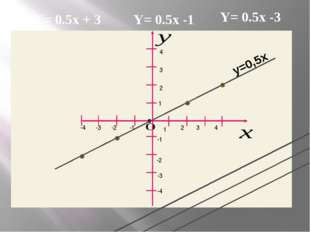 = 0.5x + 3 Y= 0.5x -1 Y= 0.5x -3
y
4
3
2
1
y=0,5x
-4 -3 -2 -1 O 1 2 3 4
x
-1
-2
-3
-4